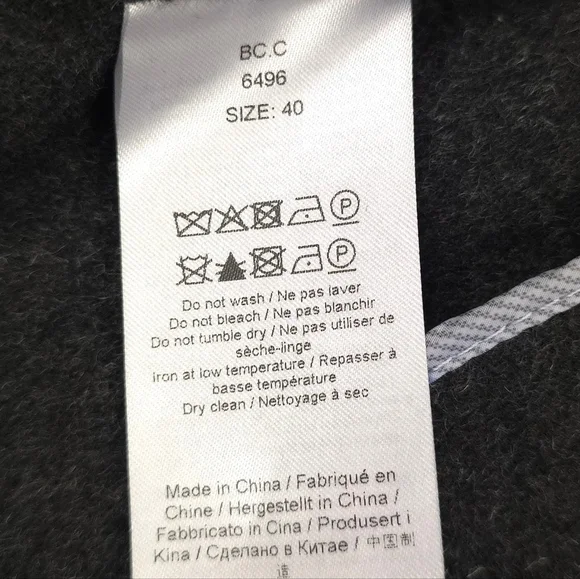 BC.C
6496
SIZE: 40
P
P
Do not wash / Ne pas laver
Do not bleach / Ne pas blanchir
Do not tumble dry / Ne pas utiliser de
sèche-linge
Iron at low temperature / Repasser à
basse température
Dry clean / Nettoyage à sec
Made in China / Fabriqué en
Chine / Hergestellt in China /
Fabbricato in Cina / Produsert i
Kina / Сделано в Китае / 中国制
造